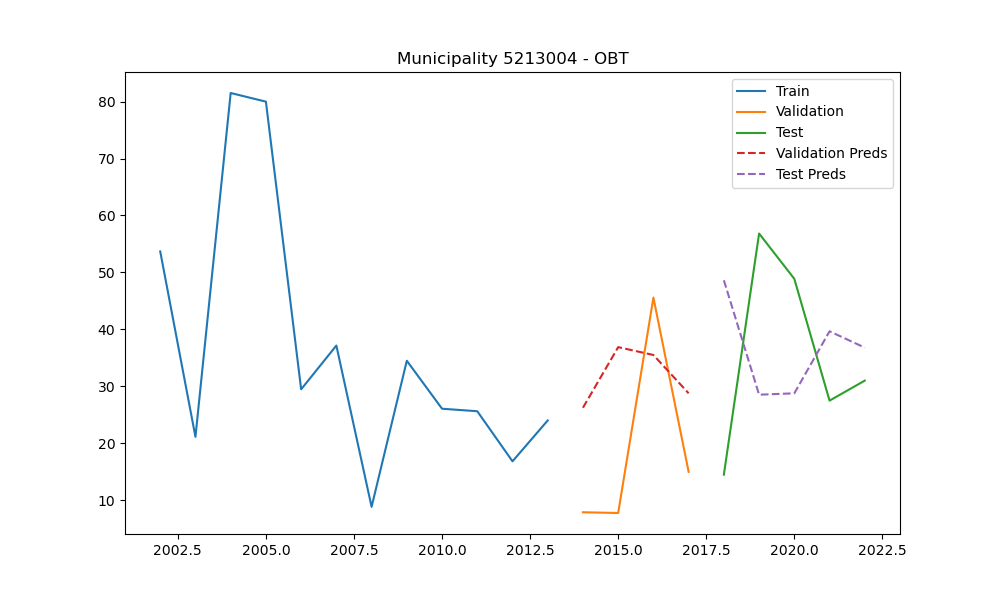 Municipality 5213004 - OBT
Train
Validation
Test
Validation Preds
Test Preds
80
70
60
50
40
30
20
10
2002.5 2005.0 2007.5 2010.0 2012.5 2015.0 2017.5 2020.0 2022.5